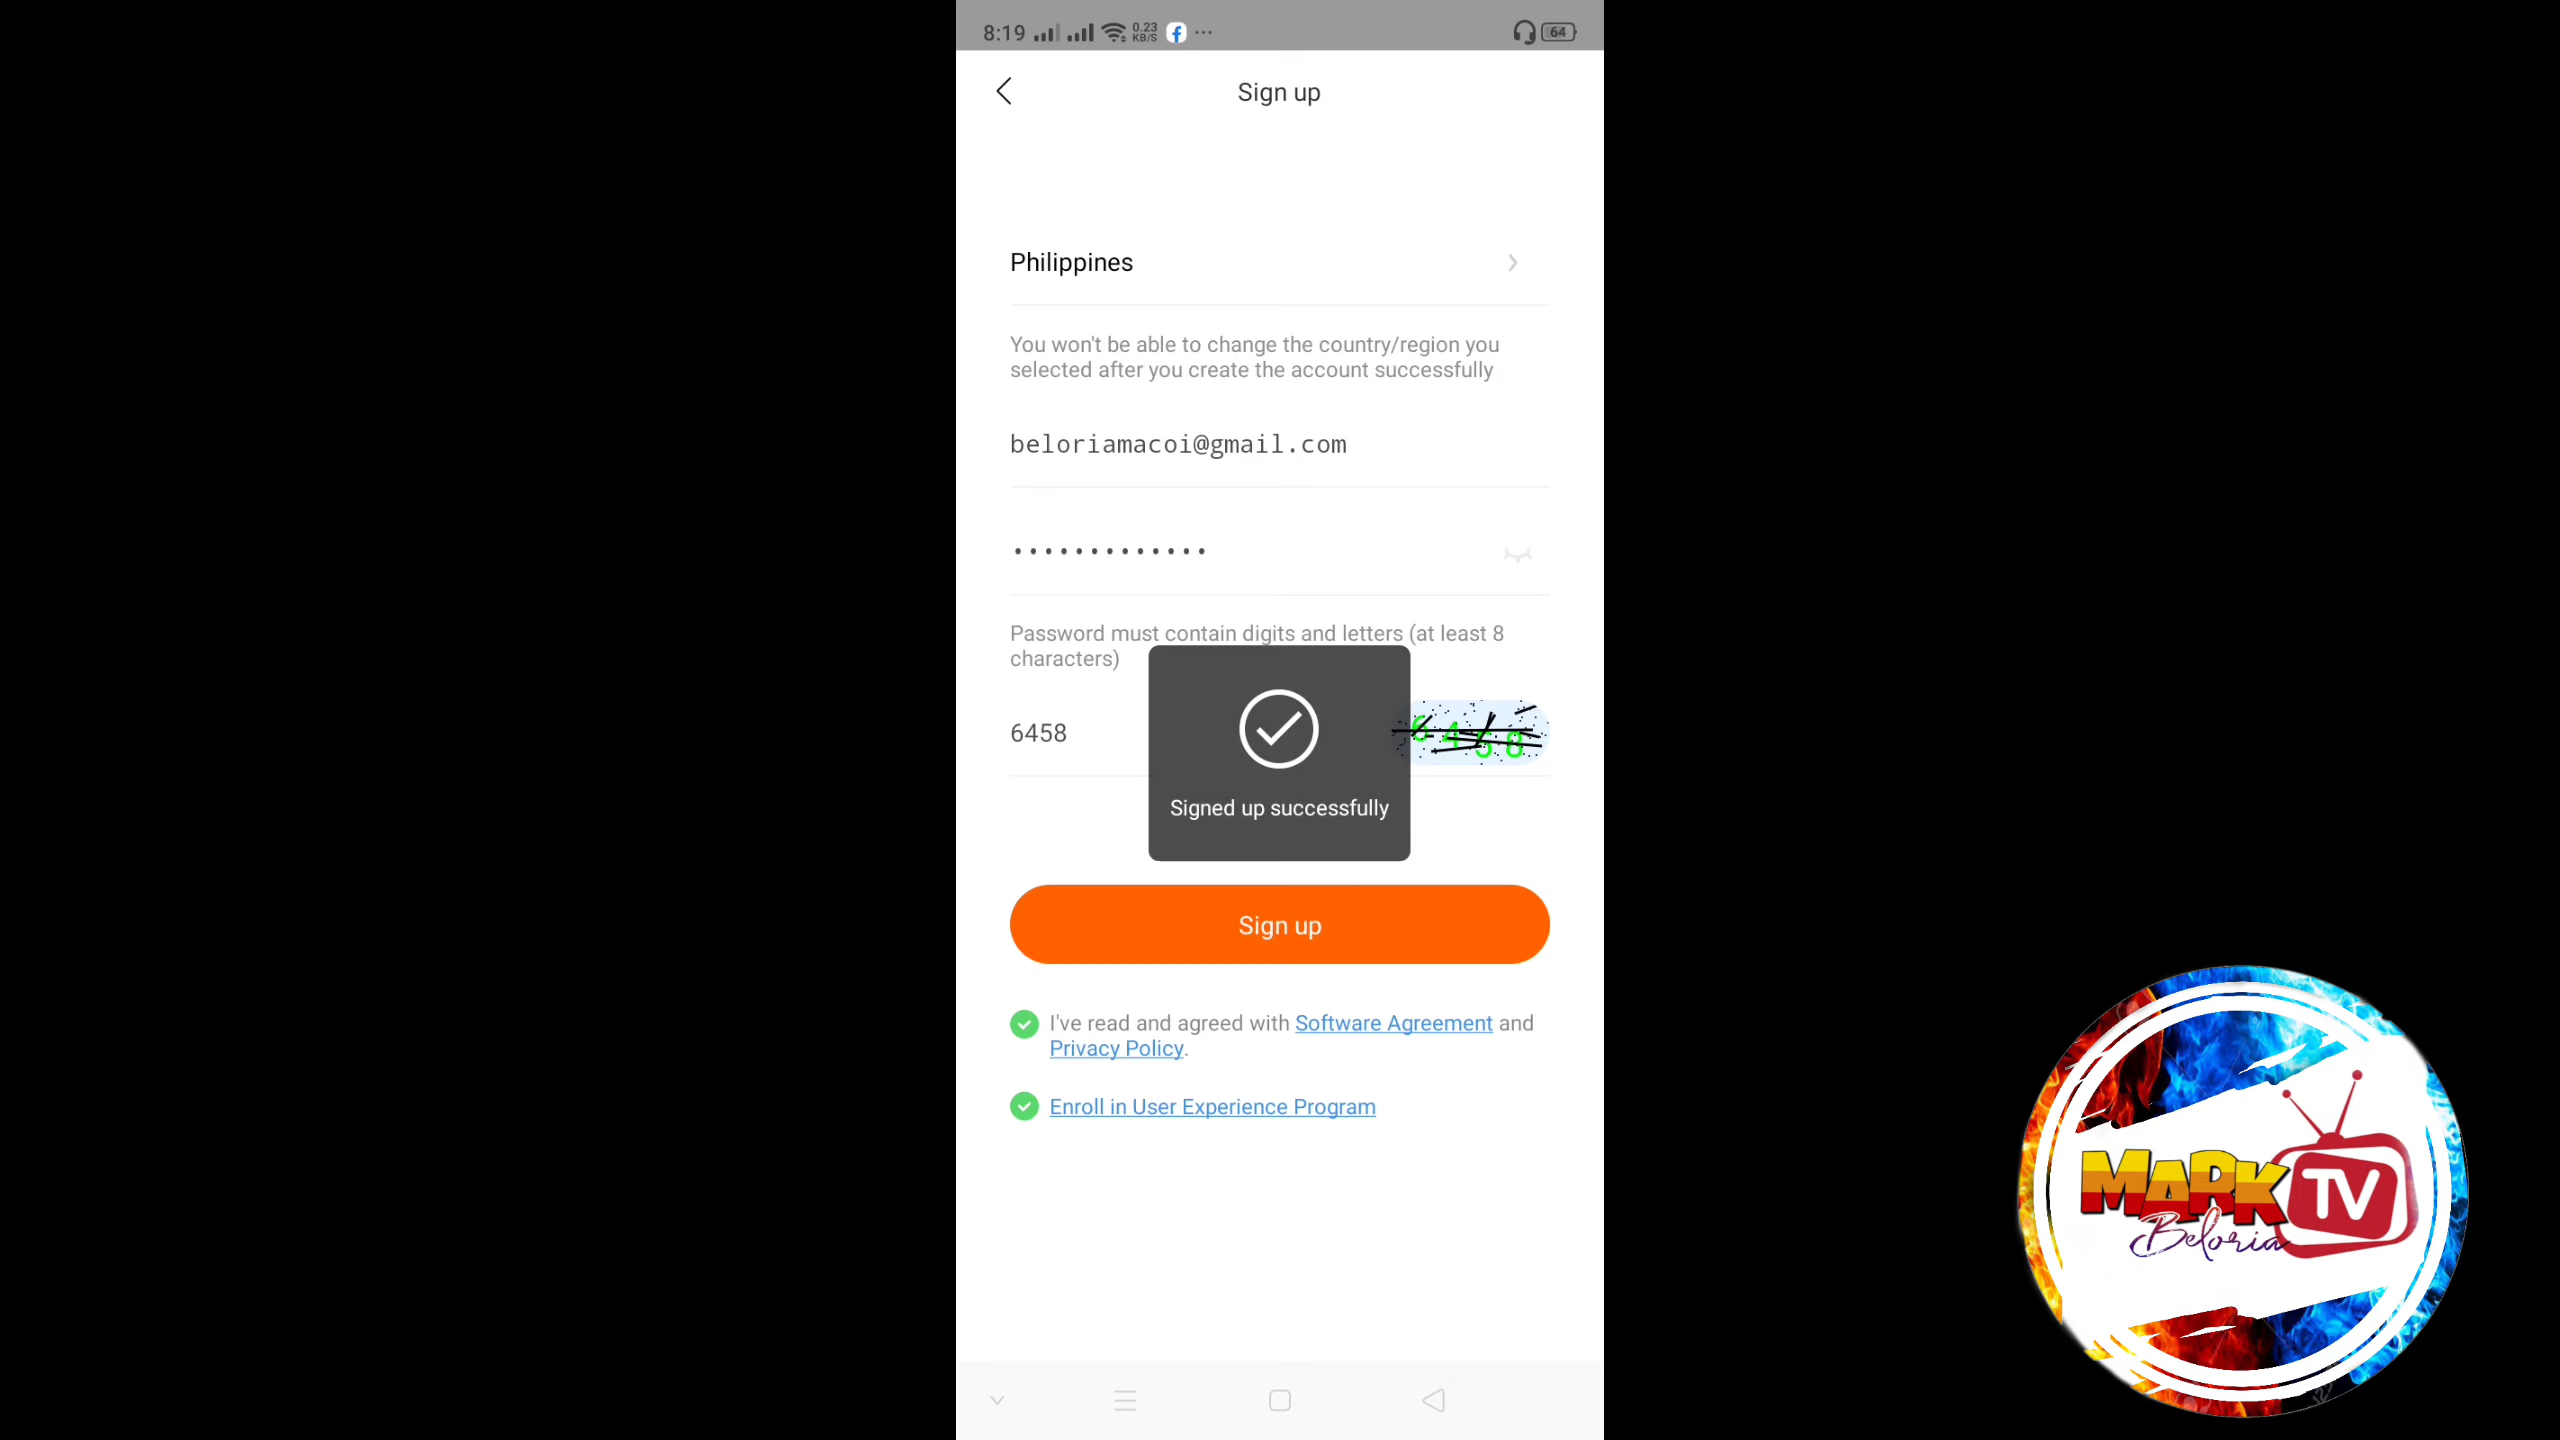 8:19
0.23
KB/S
64
Sign up
Philippines
You won't be able to change the country/region you
selected after you create the account successfully
beloriamacoi@gmail.com
•••••••••••••
Password must contain digits and letters (at least 8
characters)
6458
6458
Signed up successfully
Sign up
I've read and agreed with Software Agreement and
Privacy Policy.
Enroll in User Experience Program
MARK TV
Beloria